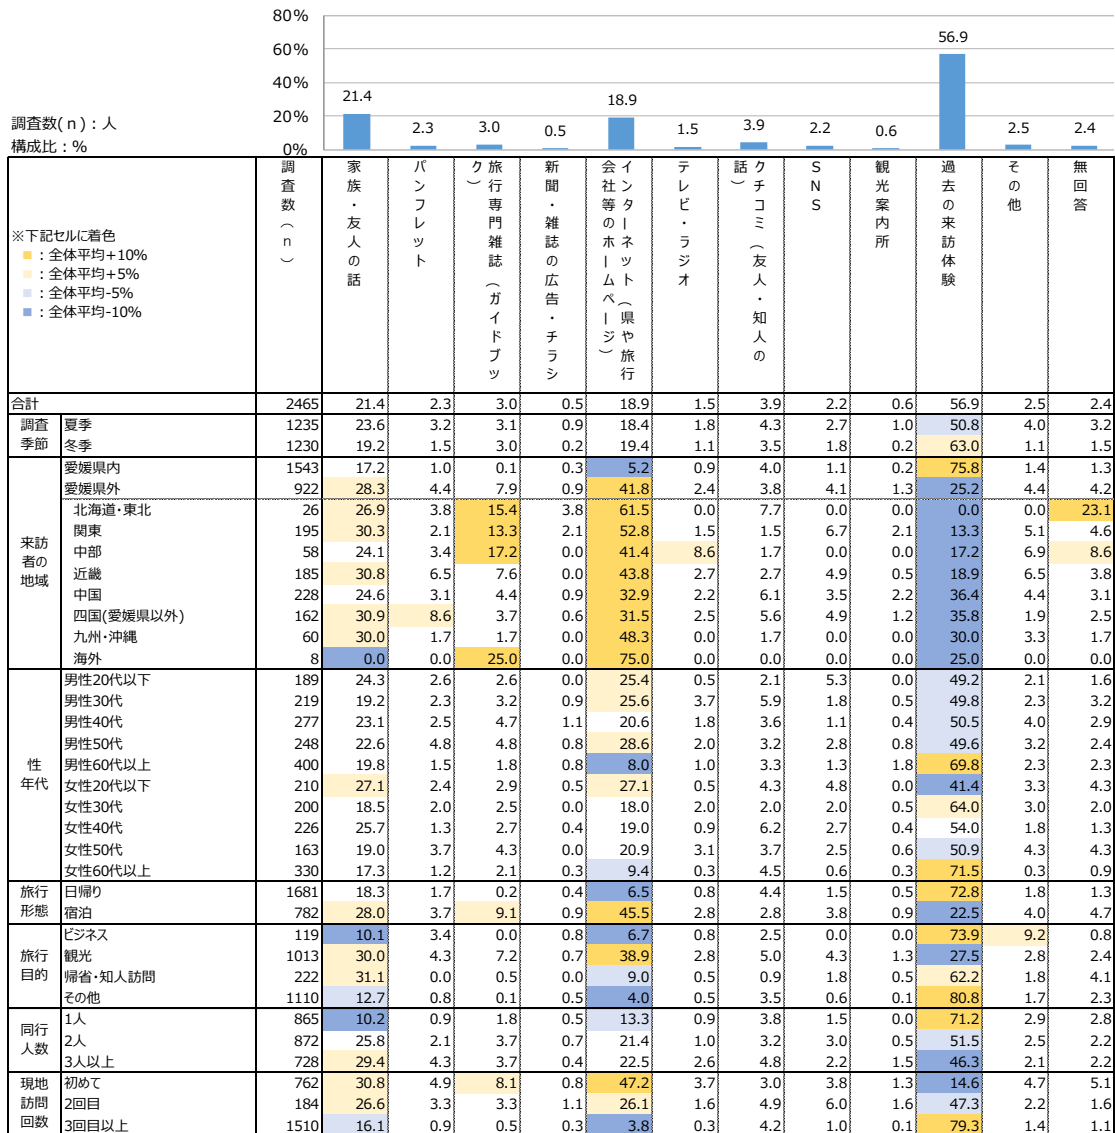 80%
60%
40%
20%
0%
21.4
2.3
3.0
0.5
18.9
1.5
3.9
2.2
0.6
56.9
2.5
2.4
調査数(n):人
構成比:%
※下記セルに着色
■:全体平均+10%
■:全体平均+5%
■:全体平均-5%
■:全体平均-10%
調査数(n)
家族・友人の話
パンフレット
旅行専門雑誌(ガイドブック)
新聞・雑誌の広告・チラシ
インターネット(県や旅行会社等のホームページ)
テレビ・ラジオ
クチコミ(友人・知人の話)
SNS
観光案内所
過去の来訪体験
その他
無回答
合計 2465 21.4 2.3 3.0 0.5 18.9 1.5 3.9 2.2 0.6 56.9 2.5 2.4
調査季節
夏季 1235 23.6 3.2 3.1 0.9 18.4 1.8 4.3 2.7 1.0 50.8 4.0 3.2
冬季 1230 19.2 1.5 3.0 0.2 19.4 1.1 3.5 1.8 0.2 63.0 1.1 1.5
来訪者の地域
愛媛県内 1543 17.2 1.0 0.1 0.3 5.2 0.9 4.0 1.1 0.2 75.8 1.4 1.3
愛媛県外 922 28.3 4.4 7.9 0.9 41.8 2.4 3.8 4.1 1.3 25.2 4.4 4.2
北海道・東北 26 26.9 3.8 15.4 3.8 61.5 0.0 7.7 0.0 0.0 0.0 0.0 23.1
関東 195 30.3 2.1 13.3 2.1 52.8 1.5 1.5 6.7 2.1 13.3 5.1 4.6
中部 58 24.1 3.4 17.2 0.0 41.4 8.6 1.7 0.0 0.0 17.2 6.9 8.6
近畿 185 30.8 6.5 7.6 0.0 43.8 2.7 2.7 4.9 0.5 18.9 6.5 3.8
中国 228 24.6 3.1 4.4 0.9 32.9 2.2 6.1 3.5 2.2 36.4 4.4 3.1
四国(愛媛県以外) 162 30.9 8.6 3.7 0.6 31.5 2.5 5.6 4.9 1.2 35.8 1.9 2.5
九州・沖縄 60 30.0 1.7 1.7 0.0 48.3 0.0 1.7 0.0 0.0 30.0 3.3 1.7
海外 8 0.0 0.0 25.0 0.0 75.0 0.0 0.0 0.0 0.0 25.0 0.0 0.0
性年代
男性20代以下 189 24.3 2.6 2.6 0.0 25.4 0.5 2.1 5.3 0.0 49.2 2.1 1.6
男性30代 219 19.2 2.3 3.2 0.9 25.6 3.7 5.9 1.8 0.5 49.8 2.3 3.2
男性40代 277 23.1 2.5 4.7 1.1 20.6 1.8 3.6 1.1 0.4 50.5 4.0 2.9
男性50代 248 22.6 4.8 4.8 0.8 28.6 2.0 3.2 2.8 0.8 49.6 3.2 2.4
男性60代以上 400 19.8 1.5 1.8 0.8 8.0 1.0 3.3 1.3 1.8 69.8 2.3 2.3
女性20代以下 210 27.1 2.4 2.9 0.5 27.1 0.5 4.3 4.8 0.0 41.4 3.3 4.3
女性30代 200 18.5 2.0 2.5 0.0 18.0 2.0 2.0 2.0 0.5 64.0 3.0 2.0
女性40代 226 25.7 1.3 2.7 0.4 19.0 0.9 6.2 2.7 0.4 54.0 1.8 1.3
女性50代 163 19.0 3.7 4.3 0.0 20.9 3.1 3.7 2.5 0.6 50.9 4.3 4.3
女性60代以上 330 17.3 1.2 2.1 0.3 9.4 0.3 4.5 0.6 0.3 71.5 0.3 0.9
旅行形態
日帰り 1681 18.3 1.7 0.2 0.4 6.5 0.8 4.4 1.5 0.5 72.8 1.8 1.3
宿泊 782 28.0 3.7 9.1 0.9 45.5 2.8 2.8 3.8 0.9 22.5 4.0 4.7
旅行目的
ビジネス 119 10.1 3.4 0.0 0.8 6.7 0.8 2.5 0.0 0.0 73.9 9.2 0.8
観光 1013 30.0 4.3 7.2 0.7 38.9 2.8 5.0 4.3 1.3 27.5 2.8 2.4
帰省・知人訪問 222 31.1 0.0 0.5 0.0 9.0 0.5 0.9 1.8 0.5 62.2 1.8 4.1
その他 1110 12.7 0.8 0.1 0.5 4.0 0.5 3.5 0.6 0.1 80.8 1.7 2.3
同行人数
1人 865 10.2 0.9 1.8 0.5 13.3 0.9 3.8 1.5 0.0 71.2 2.9 2.8
2人 872 25.8 2.1 3.7 0.7 21.4 1.0 3.2 3.0 0.5 51.5 2.5 2.2
3人以上 728 29.4 4.3 3.7 0.4 22.5 2.6 4.8 2.2 1.5 46.3 2.1 2.2
現地訪問回数
初めて 762 30.8 4.9 8.1 0.8 47.2 3.7 3.0 3.8 1.3 14.6 4.7 5.1
2回目 184 26.6 3.3 3.3 1.1 26.1 1.6 4.9 6.0 1.6 47.3 2.2 1.6
3回目以上 1510 16.1 0.9 0.5 0.3 3.8 0.3 4.2 1.0 0.1 79.3 1.4 1.1